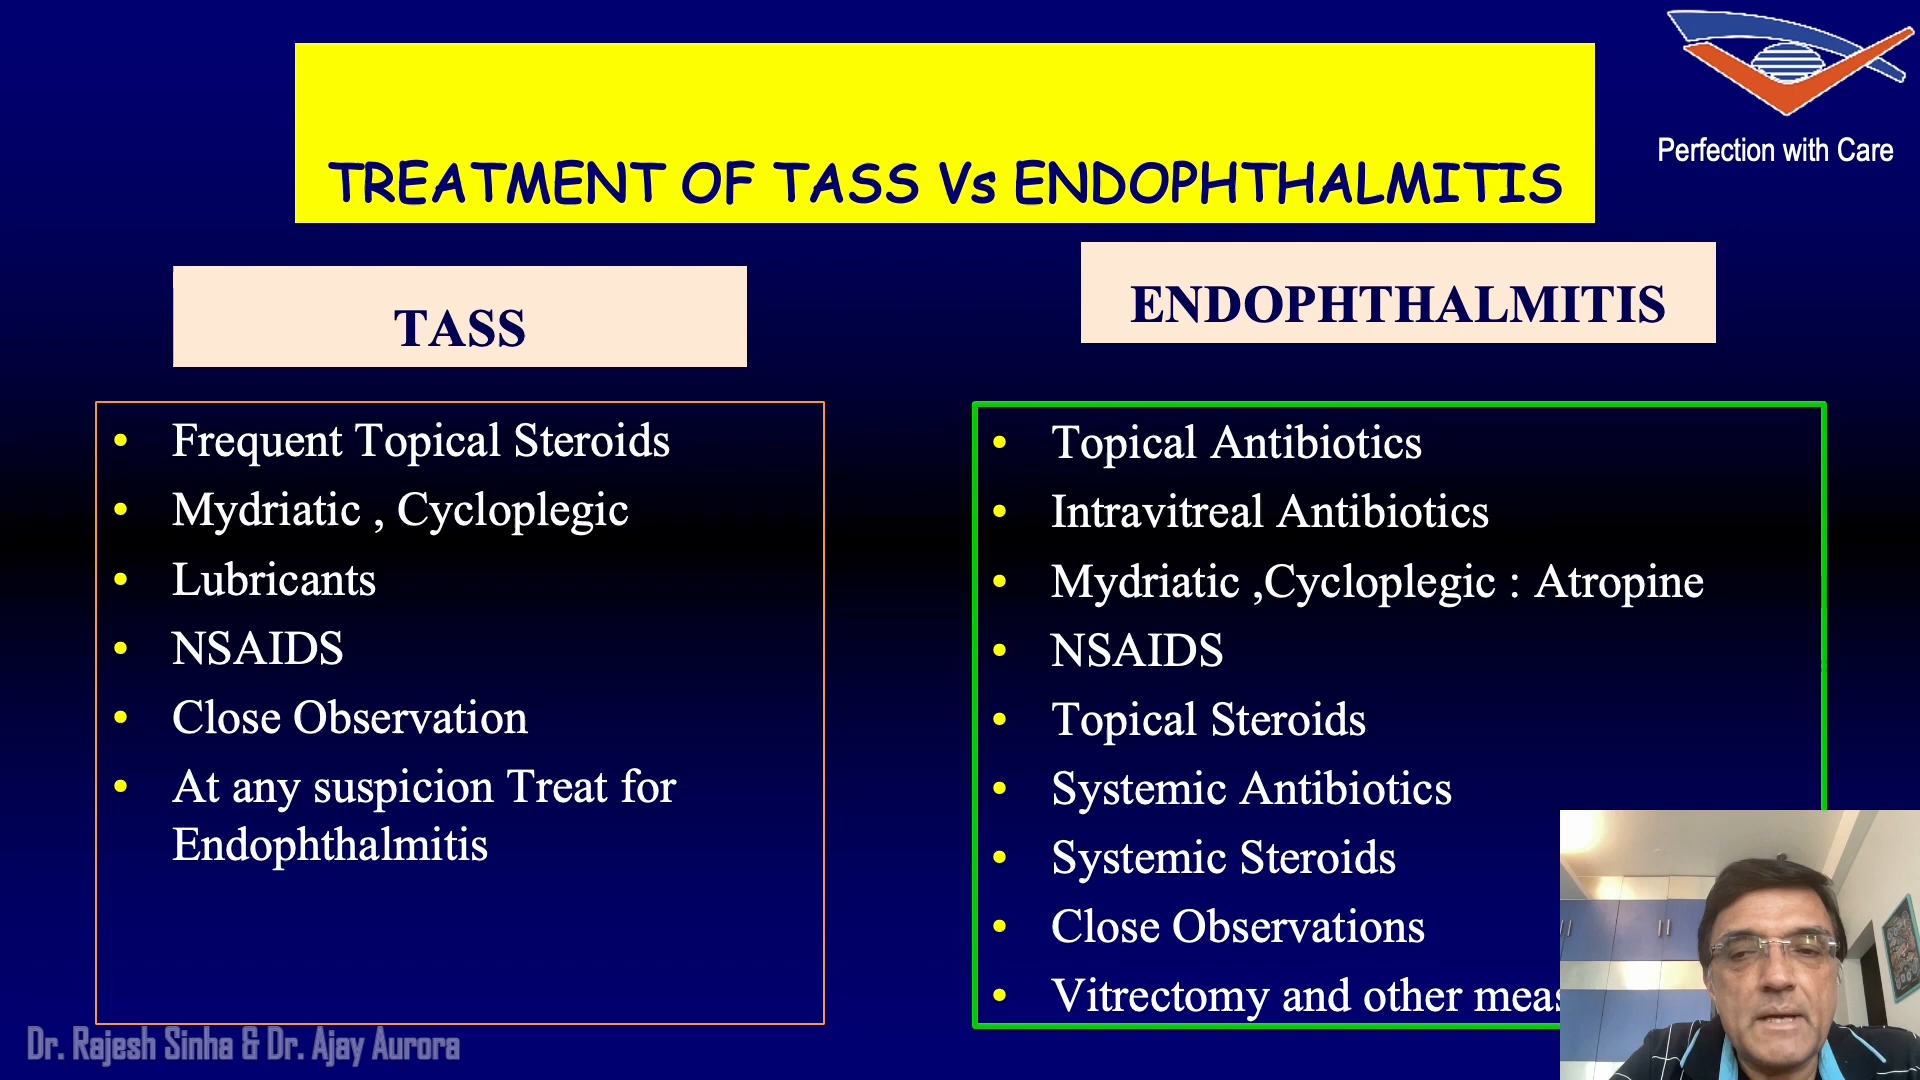 Perfection with Care
TREATMENT OF TASS Vs ENDOPHTHALMITIS
TASS
• Frequent Topical Steroids
• Mydriatic , Cycloplegic
• Lubricants
• NSAIDS
• Close Observation
• At any suspicion Treat for
Endophthalmitis
ENDOPHTHALMITIS
• Topical Antibiotics
• Intravitreal Antibiotics
• Mydriatic ,Cycloplegic : Atropine
• NSAIDS
• Topical Steroids
• Systemic Antibiotics
• Systemic Steroids
• Close Observations
• Vitrectomy and other
Dr. Rajesh Sinha & Dr. Ajay Aurora